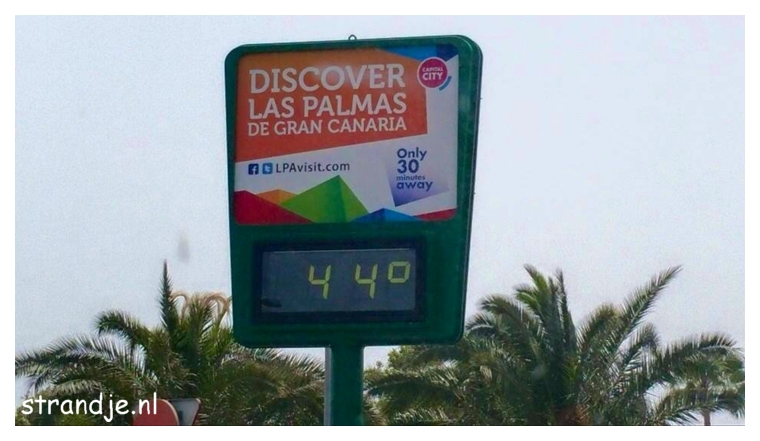 DISCOVER
LAS PALMAS
DE GRAN CANARIA
CAPITAL
CITY
LPAvisit.com
Only
30
minutes
away
44º
strandje.nl